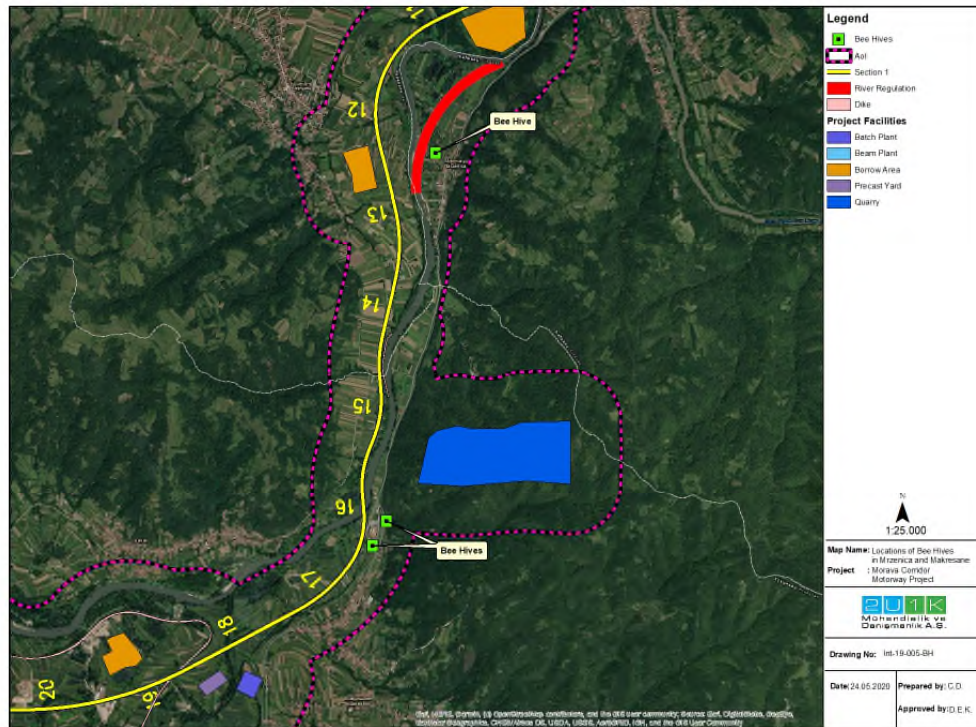 11
12
Bee Hive
13
14
15
16
Bee Hives
17
18
19
20
Legend
Bee Hives
AoI
Section 1
River Regulation
Dike
Project Facilities
Batch Plant
Beam Plant
Borrow Area
Precast Yard
Quarry
N
1:25.000
Map Name: Locations of Bee Hives
in Mrzenica and Makresane
Project : Morava Corridor
Motorway Project
2U1K
Mühendislik ve
Danışmanlık A.Ş.
Drawing No: Int-19-005-BH
Date: 24.05.2020
Prepared by: C.D.
Approved by: D.E.K.